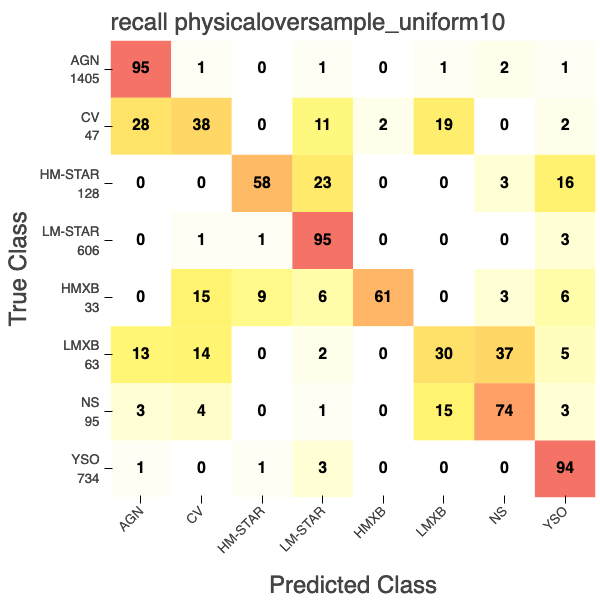 recall physicaloversample_uniform10
AGN
1405
95 1 0 1 0 1 2 1
CV
47
28 38 0 11 2 19 0 2
HM-STAR
128
0 0 58 23 0 0 3 16
LM-STAR
606
0 1 1 95 0 0 0 3
HMXB
33
0 15 9 6 61 0 3 6
LMXB
63
13 14 0 2 0 30 37 5
NS
95
3 4 0 1 0 15 74 3
YSO
734
1 0 1 3 0 0 0 94
True Class
AGN CV HM-STAR LM-STAR HMXB LMXB NS YSO
Predicted Class